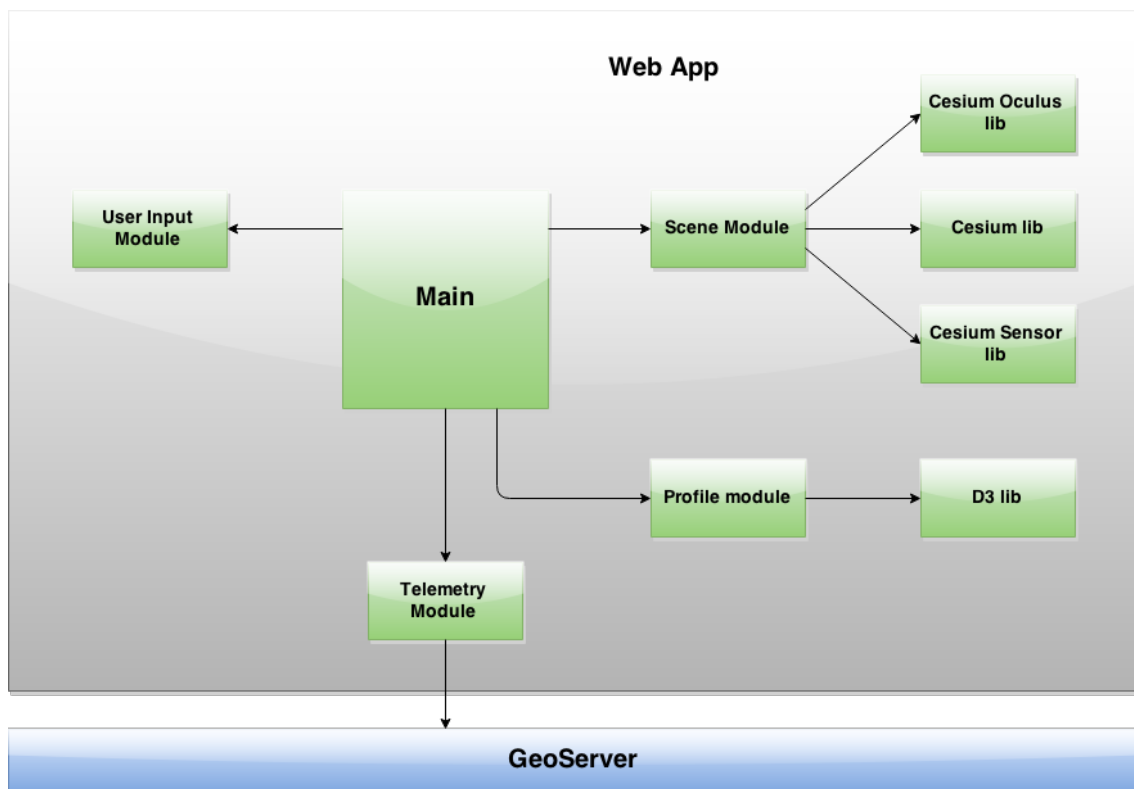 Web App
Cesium Oculus
lib
User Input
Module
Scene Module
Cesium lib
Main
Cesium Sensor
lib
Profile module
D3 lib
Telemetry
Module
GeoServer